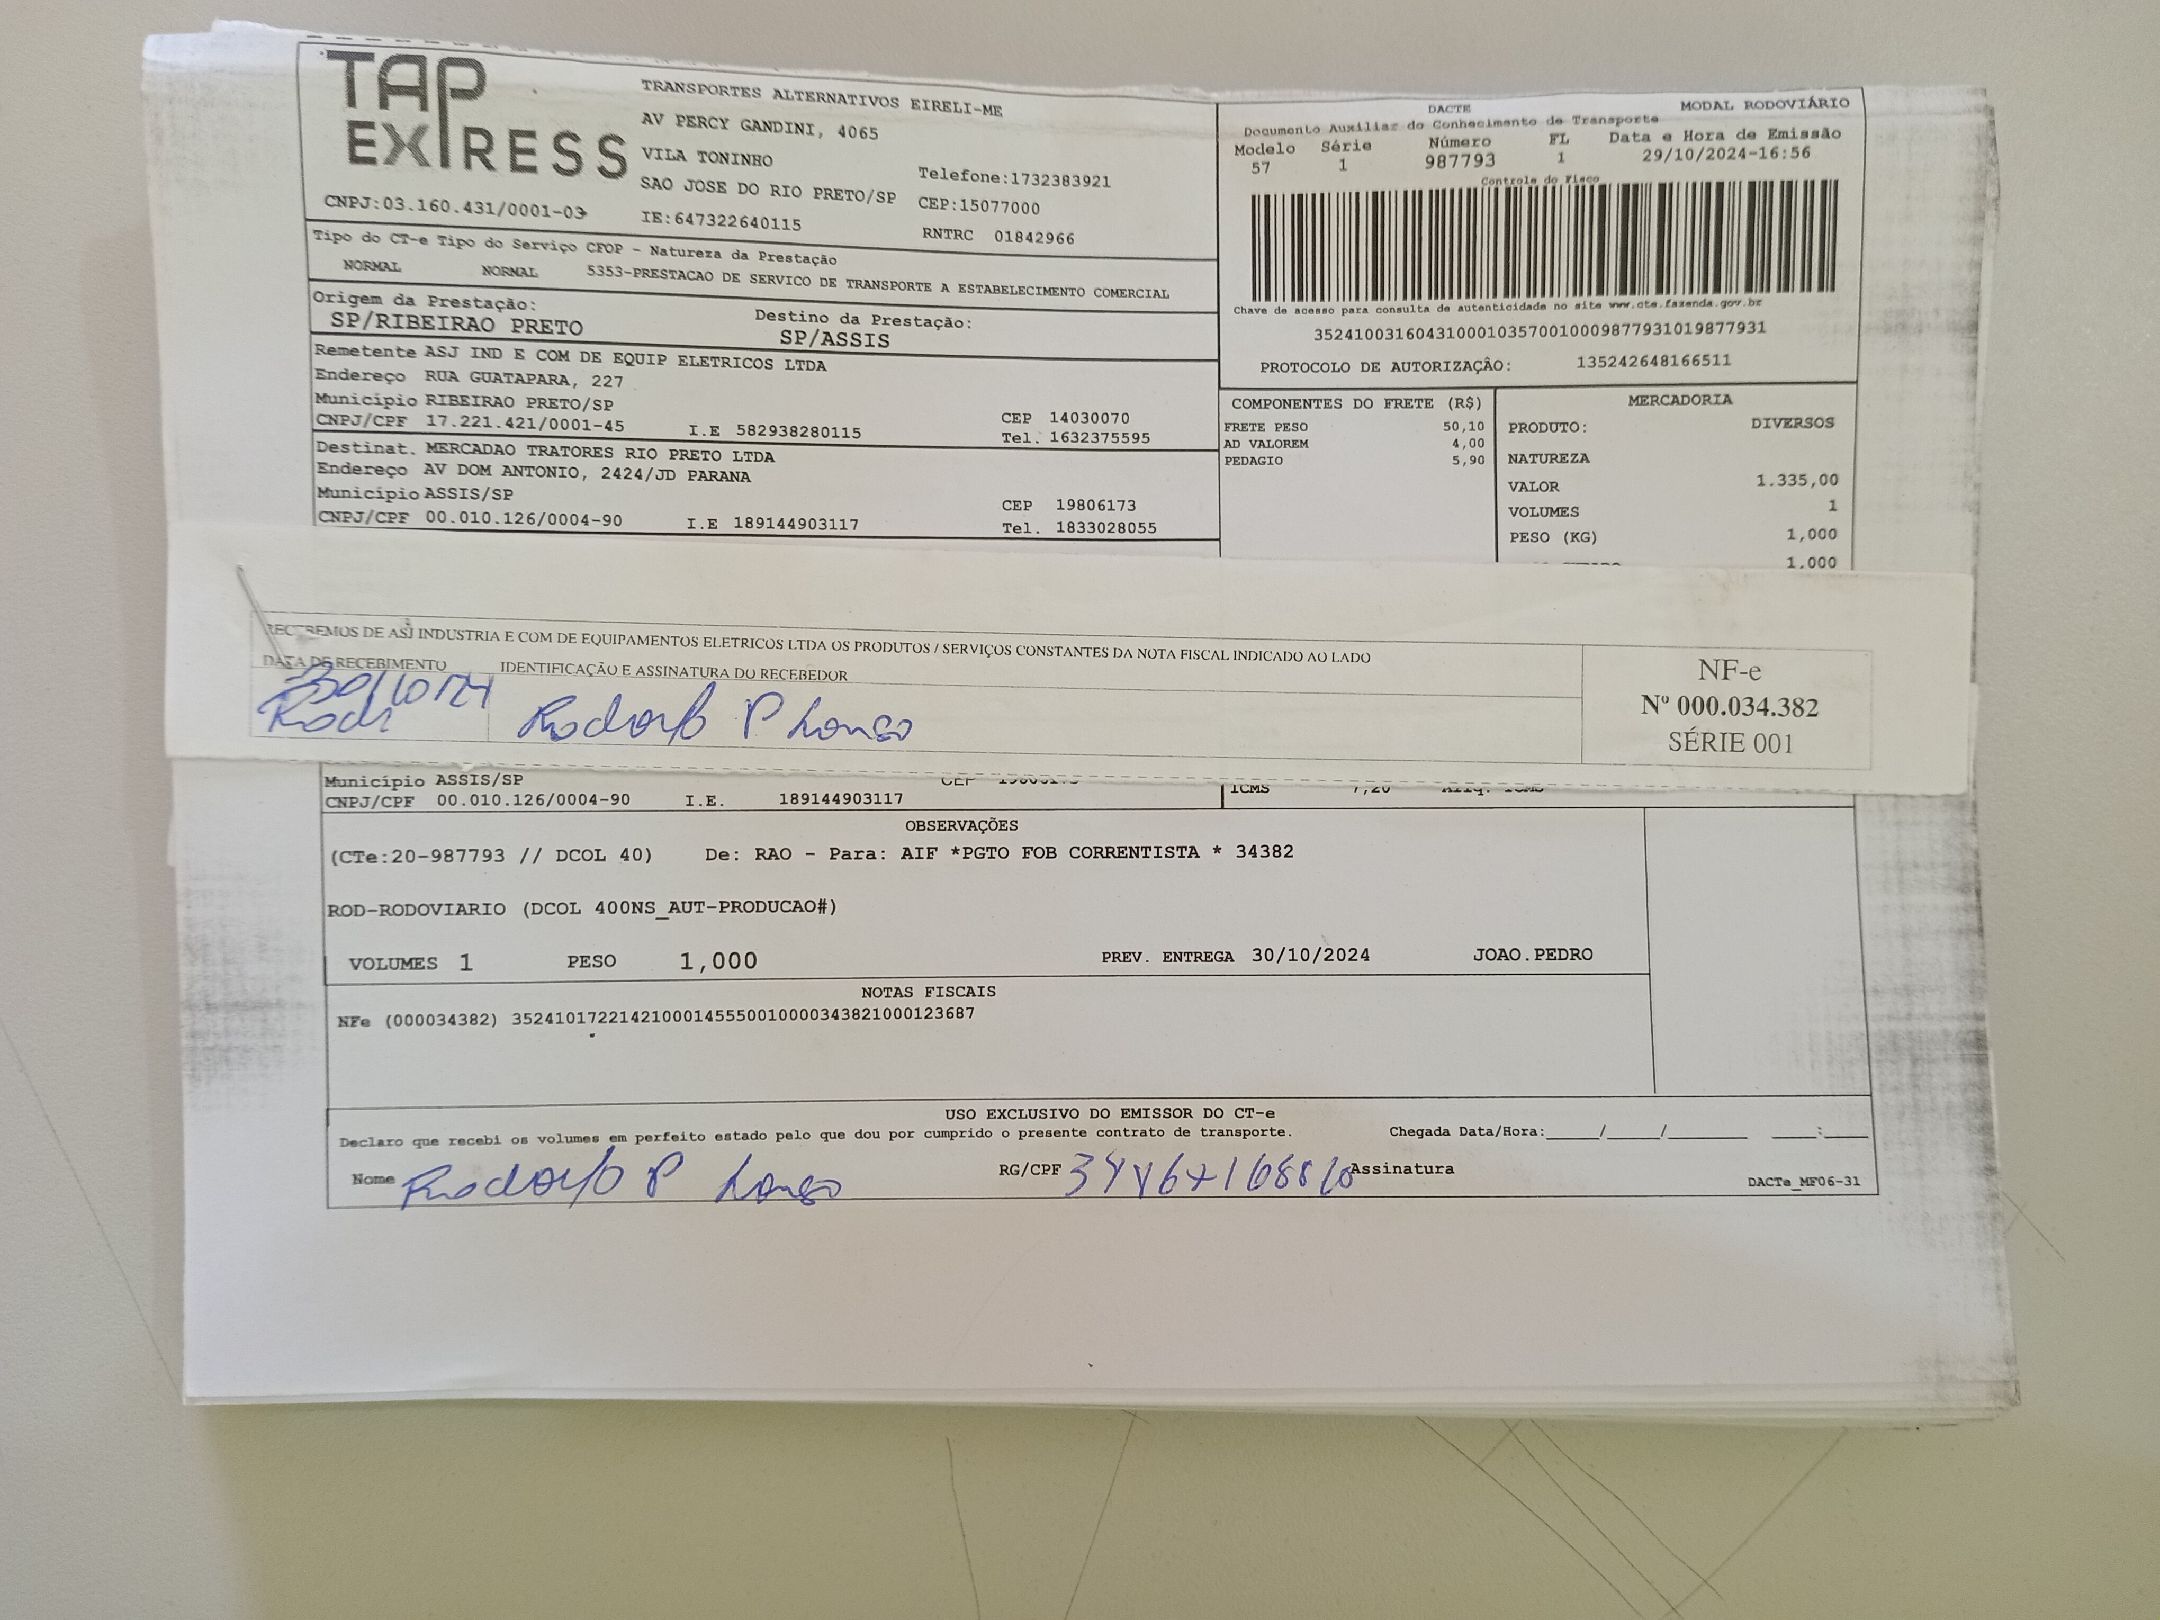 TAP
EXPRESS
TRANSPORTES ALTERNATIVOS EIRELI-ME
AV PERCY GANDINI, 4065
VILA TONINHO
SAO JOSE DO RIO PRETO/SP
Telefone:1732383921
CEP:15077000
CNPJ:03.160.431/0001-03
IE:647322640115
RNTRC 01842966
DACTE
MODAL RODOVIÁRIO
Documento Auxiliar do Conhecimento de Transporte
Modelo Série Número FL Data e Hora de Emissão
57 1 987793 1 29/10/2024-16:56
Controle do Fisco
Chave de acesso para consulta de autenticidade no site www.cte.fazenda.gov.br
35241003160431000103570010009877931019877931
PROTOCOLO DE AUTORIZAÇÂO: 135242648166511
Tipo do CT-e Tipo do Serviço CFOP - Natureza da Prestação
NORMAL NORMAL 5353-PRESTACAO DE SERVICO DE TRANSPORTE A ESTABELECIMENTO COMERCIAL
Origem da Prestação:
SP/RIBEIRAO PRETO
Destino da Prestação:
SP/ASSIS
Remetente ASJ IND E COM DE EQUIP ELETRICOS LTDA
Endereço RUA GUATAPARA, 227
Município RIBEIRAO PRETO/SP
CEP 14030070
CNPJ/CPF 17.221.421/0001-45 I.E 582938280115 Tel. 1632375595
Destinat. MERCADAO TRATORES RIO PRETO LTDA
Endereço AV DOM ANTONIO, 2424/JD PARANA
Município ASSIS/SP
CEP 19806173
CNPJ/CPF 00.010.126/0004-90 I.E 189144903117 Tel. 1833028055
COMPONENTES DO FRETE (R$)
FRETE PESO 50,10
AD VALOREM 4,00
PEDAGIO 5,90
MERCADORIA
PRODUTO: DIVERSOS
NATUREZA
VALOR 1.335,00
VOLUMES 1
PESO (KG) 1,000
1,000
RECEBEMOS DE ASJ INDUSTRIA E COM DE EQUIPAMENTOS ELETRICOS LTDA OS PRODUTOS / SERVIÇOS CONSTANTES DA NOTA FISCAL INDICADO AO LADO
DATA DE RECEBIMENTO IDENTIFICAÇÃO E ASSINATURA DO RECEBEDOR
30/10/24
Rodolfo P
NF-e
Nº 000.034.382
SÉRIE 001
Município ASSIS/SP
CNPJ/CPF 00.010.126/0004-90 I.E. 189144903117
ICMS 7,20
OBSERVAÇÕES
(CTe:20-987793 // DCOL 40) De: RAO - Para: AIF *PGTO FOB CORRENTISTA * 34382
ROD-RODOVIARIO (DCOL 400NS_AUT-PRODUCAO#)
VOLUMES 1 PESO 1,000 PREV. ENTREGA 30/10/2024 JOAO.PEDRO
NOTAS FISCAIS
NFe (000034382) 35241017221421000145550010000343821000123687
USO EXCLUSIVO DO EMISSOR DO CT-e
Declaro que recebi os volumes em perfeito estado pelo que dou por cumprido o presente contrato de transporte. Chegada Data/Hora:_____/_____/________ ____:____
Nome Rodolfo P RG/CPF Assinatura
DACTe_MF06-31